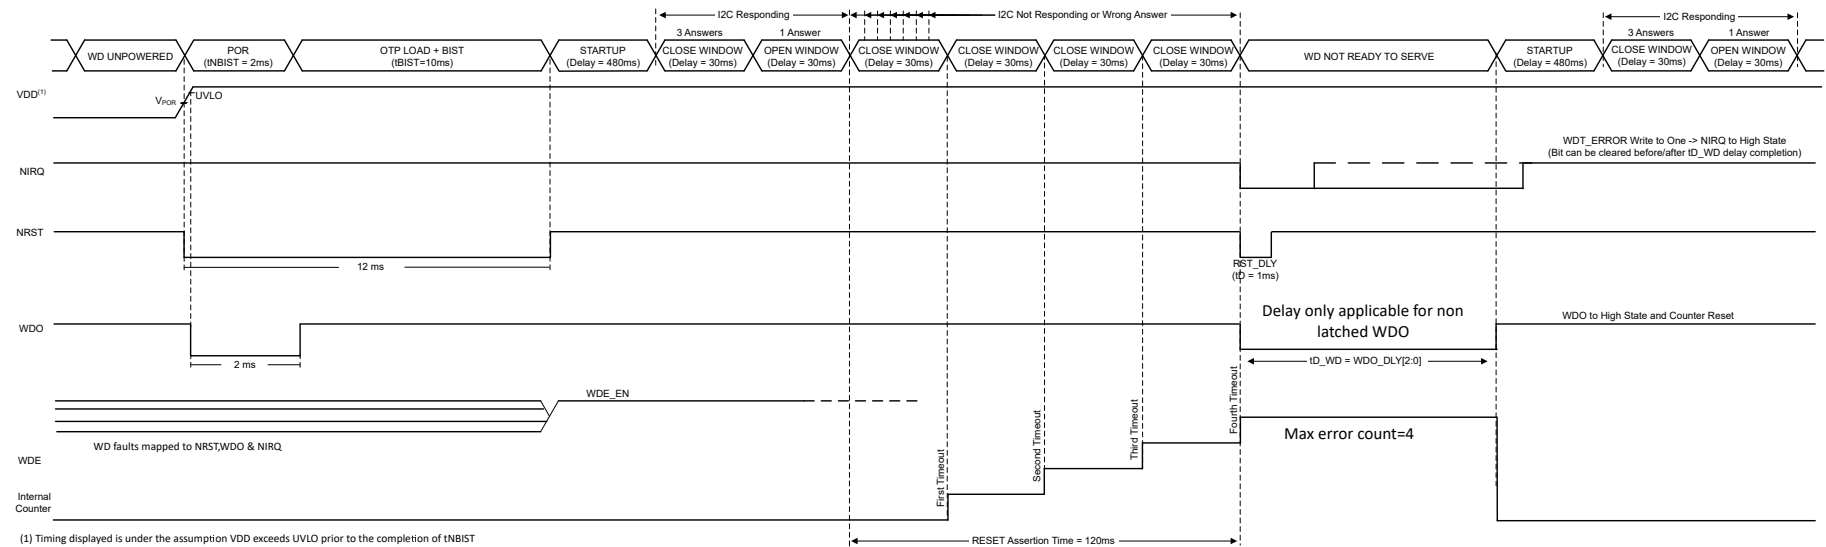 I2C Responding
I2C Not Responding or Wrong Answer
I2C Responding
3 Answers
1 Answer
3 Answers
1 Answer
WD UNPOWERED
POR
(tNBIST = 2ms)
OTP LOAD + BIST
(tBIST=10ms)
STARTUP
(Delay = 480ms)
CLOSE WINDOW
(Delay = 30ms)
OPEN WINDOW
(Delay = 30ms)
CLOSE WINDOW
(Delay = 30ms)
CLOSE WINDOW
(Delay = 30ms)
CLOSE WINDOW
(Delay = 30ms)
CLOSE WINDOW
(Delay = 30ms)
WD NOT READY TO SERVE
STARTUP
(Delay = 480ms)
CLOSE WINDOW
(Delay = 30ms)
OPEN WINDOW
(Delay = 30ms)
VDD(1)
VPOR
UVLO
WDT_ERROR Write to One -> NIRQ to High State
(Bit can be cleared before/after tD_WD delay completion)
NIRQ
NRST
12 ms
RST_DLY
(tD = 1ms)
WDO
2 ms
Delay only applicable for non
latched WDO
WDO to High State and Counter Reset
tD_WD = WDO_DLY[2:0]
WDE_EN
WD faults mapped to NRST,WDO & NIRQ
First Timeout
Second Timeout
Third Timeout
Fourth Timeout
Max error count=4
WDE
Internal
Counter
RESET Assertion Time = 120ms
(1) Timing displayed is under the assumption VDD exceeds UVLO prior to the completion of tNBIST